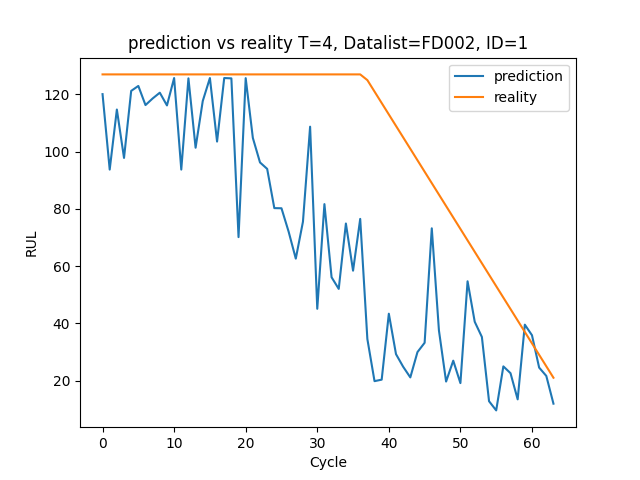 prediction vs reality T=4, Datalist=FD002, ID=1
prediction
reality
RUL
120
100
80
60
40
20
0 10 20 30 40 50 60
Cycle